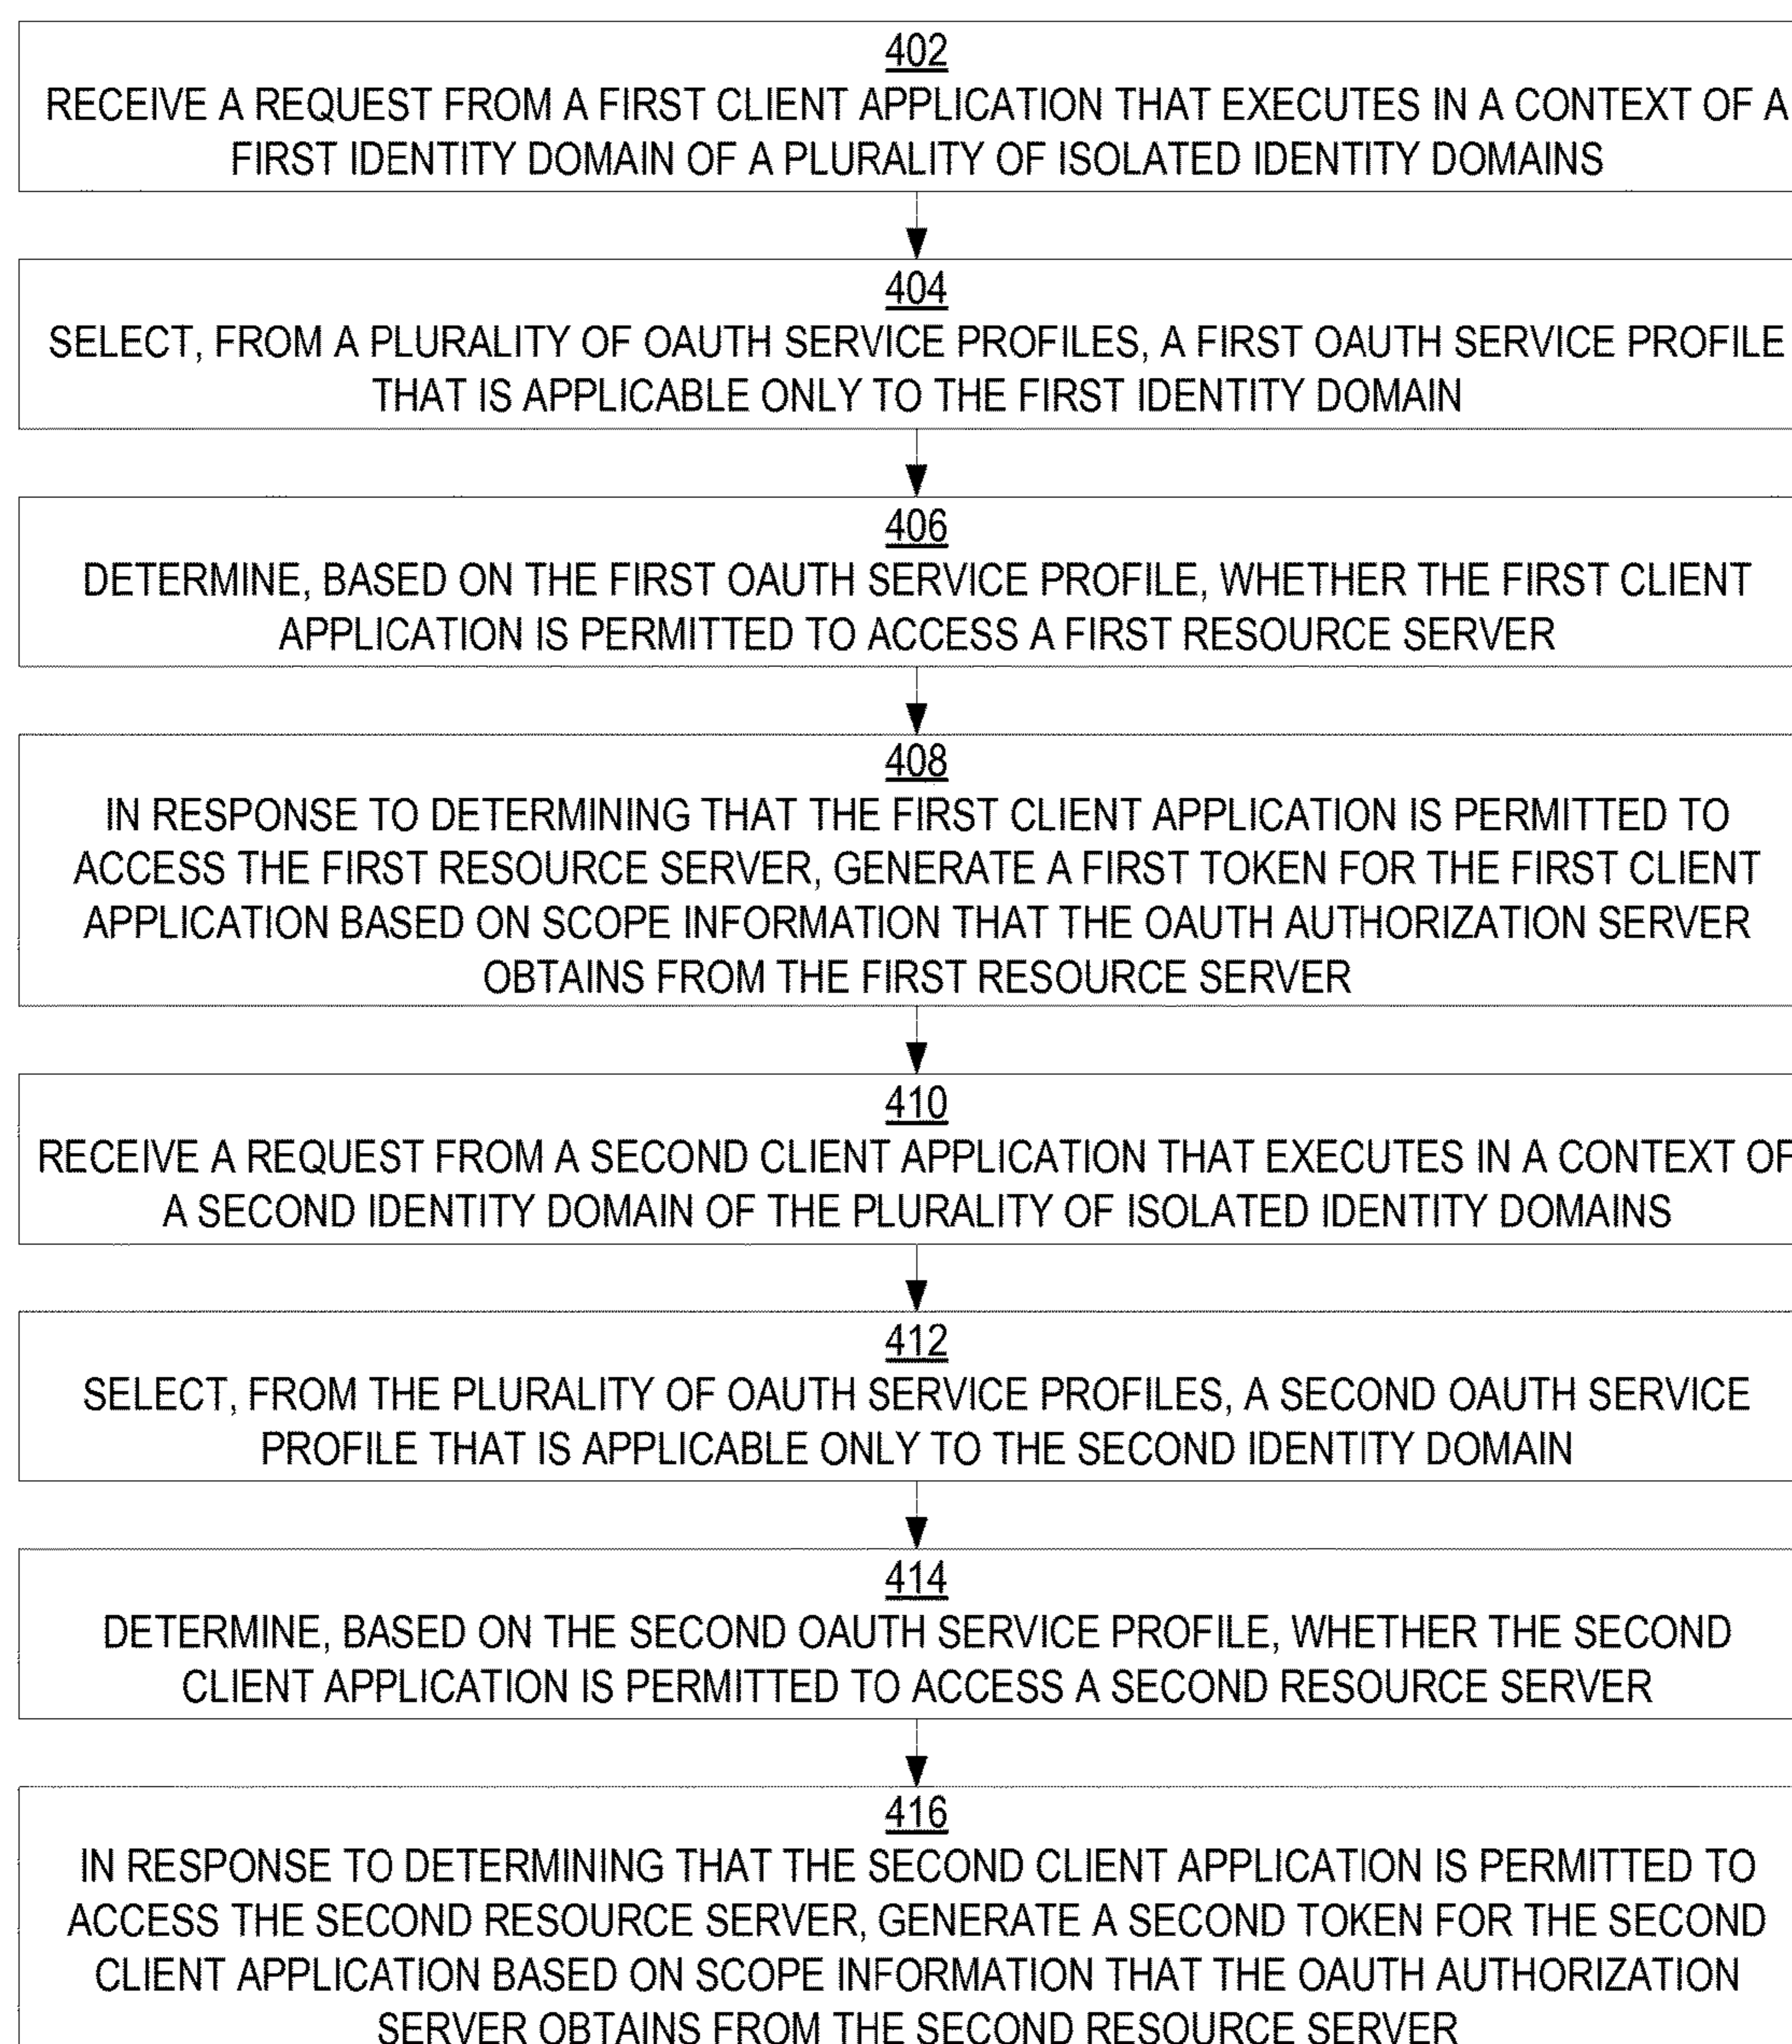 402
RECEIVE A REQUEST FROM A FIRST CLIENT APPLICATION THAT EXECUTES IN A CONTEXT OF A
FIRST IDENTITY DOMAIN OF A PLURALITY OF ISOLATED IDENTITY DOMAINS
404
SELECT, FROM A PLURALITY OF OAUTH SERVICE PROFILES, A FIRST OAUTH SERVICE PROFILE
THAT IS APPLICABLE ONLY TO THE FIRST IDENTITY DOMAIN
406
DETERMINE, BASED ON THE FIRST OAUTH SERVICE PROFILE, WHETHER THE FIRST CLIENT
APPLICATION IS PERMITTED TO ACCESS A FIRST RESOURCE SERVER
408
IN RESPONSE TO DETERMINING THAT THE FIRST CLIENT APPLICATION IS PERMITTED TO
ACCESS THE FIRST RESOURCE SERVER, GENERATE A FIRST TOKEN FOR THE FIRST CLIENT
APPLICATION BASED ON SCOPE INFORMATION THAT THE OAUTH AUTHORIZATION SERVER
OBTAINS FROM THE FIRST RESOURCE SERVER
410
RECEIVE A REQUEST FROM A SECOND CLIENT APPLICATION THAT EXECUTES IN A CONTEXT OF
A SECOND IDENTITY DOMAIN OF THE PLURALITY OF ISOLATED IDENTITY DOMAINS
412
SELECT, FROM THE PLURALITY OF OAUTH SERVICE PROFILES, A SECOND OAUTH SERVICE
PROFILE THAT IS APPLICABLE ONLY TO THE SECOND IDENTITY DOMAIN
414
DETERMINE, BASED ON THE SECOND OAUTH SERVICE PROFILE, WHETHER THE SECOND
CLIENT APPLICATION IS PERMITTED TO ACCESS A SECOND RESOURCE SERVER
416
IN RESPONSE TO DETERMINING THAT THE SECOND CLIENT APPLICATION IS PERMITTED TO
ACCESS THE SECOND RESOURCE SERVER, GENERATE A SECOND TOKEN FOR THE SECOND
CLIENT APPLICATION BASED ON SCOPE INFORMATION THAT THE OAUTH AUTHORIZATION
SERVER OBTAINS FROM THE SECOND RESOURCE SERVER